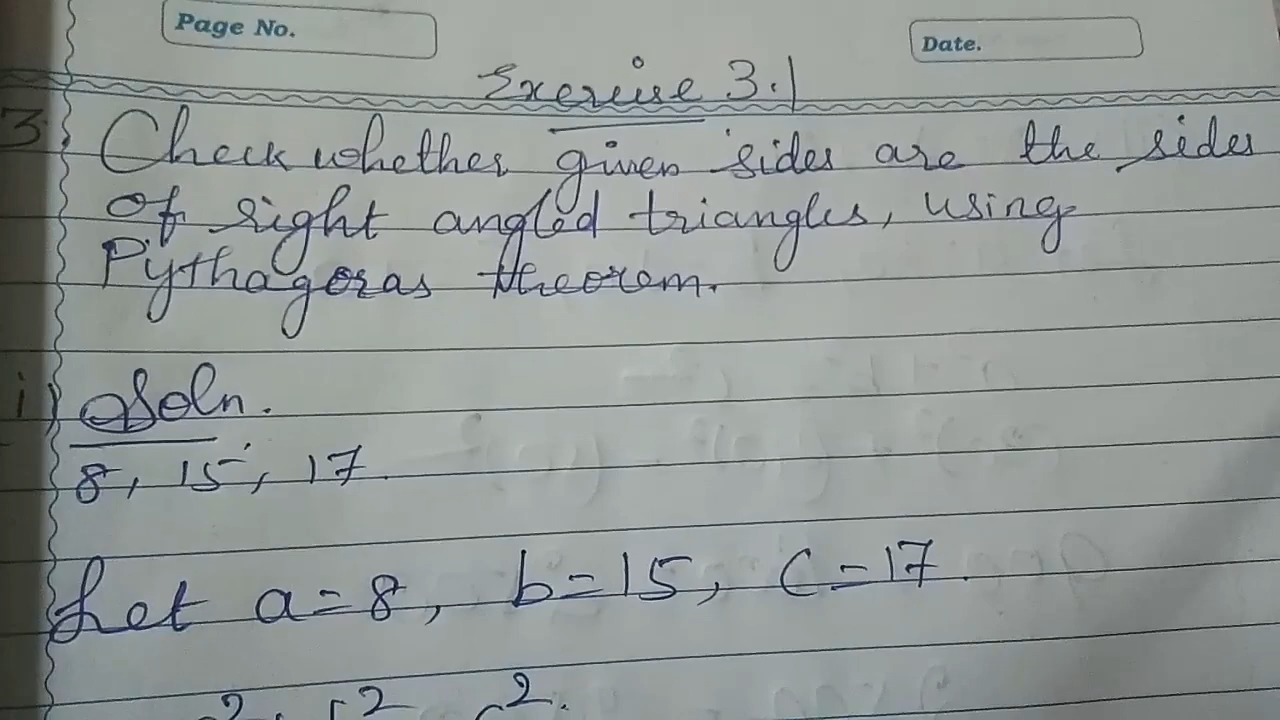 Page No.
Date.
Exercise 3.1
3) Check whether given sides are the sides
of right angled triangles, using
Pythagoras theorem.
i) Soln.
8, 15, 17.
Let a=8, b=15, c=17.